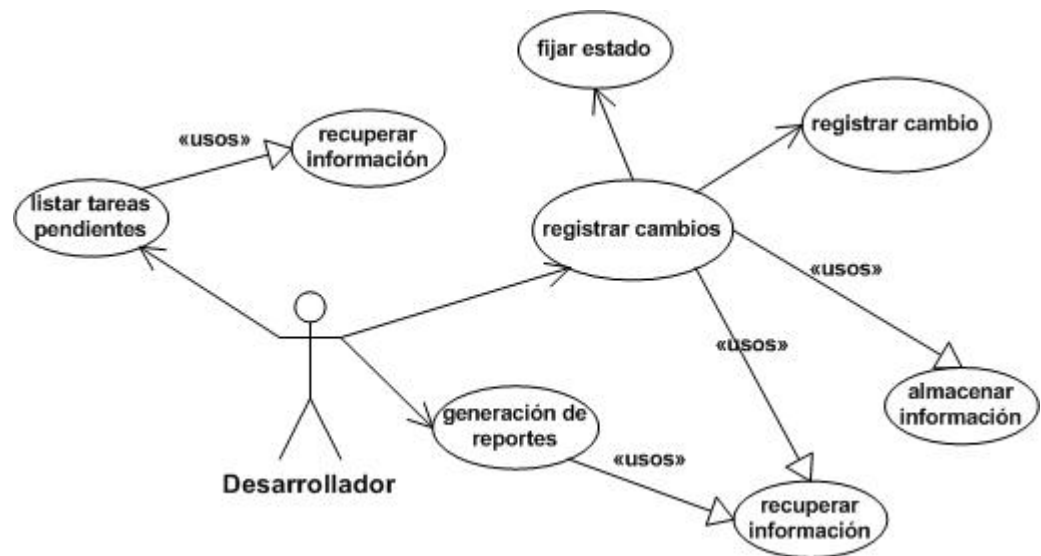 fijar estado
registrar cambio
«usos»
recuperar
información
listar tareas
pendientes
registrar cambios
«usos»
«usos»
almacenar
información
generación de
reportes
«usos»
Desarrollador
recuperar
información